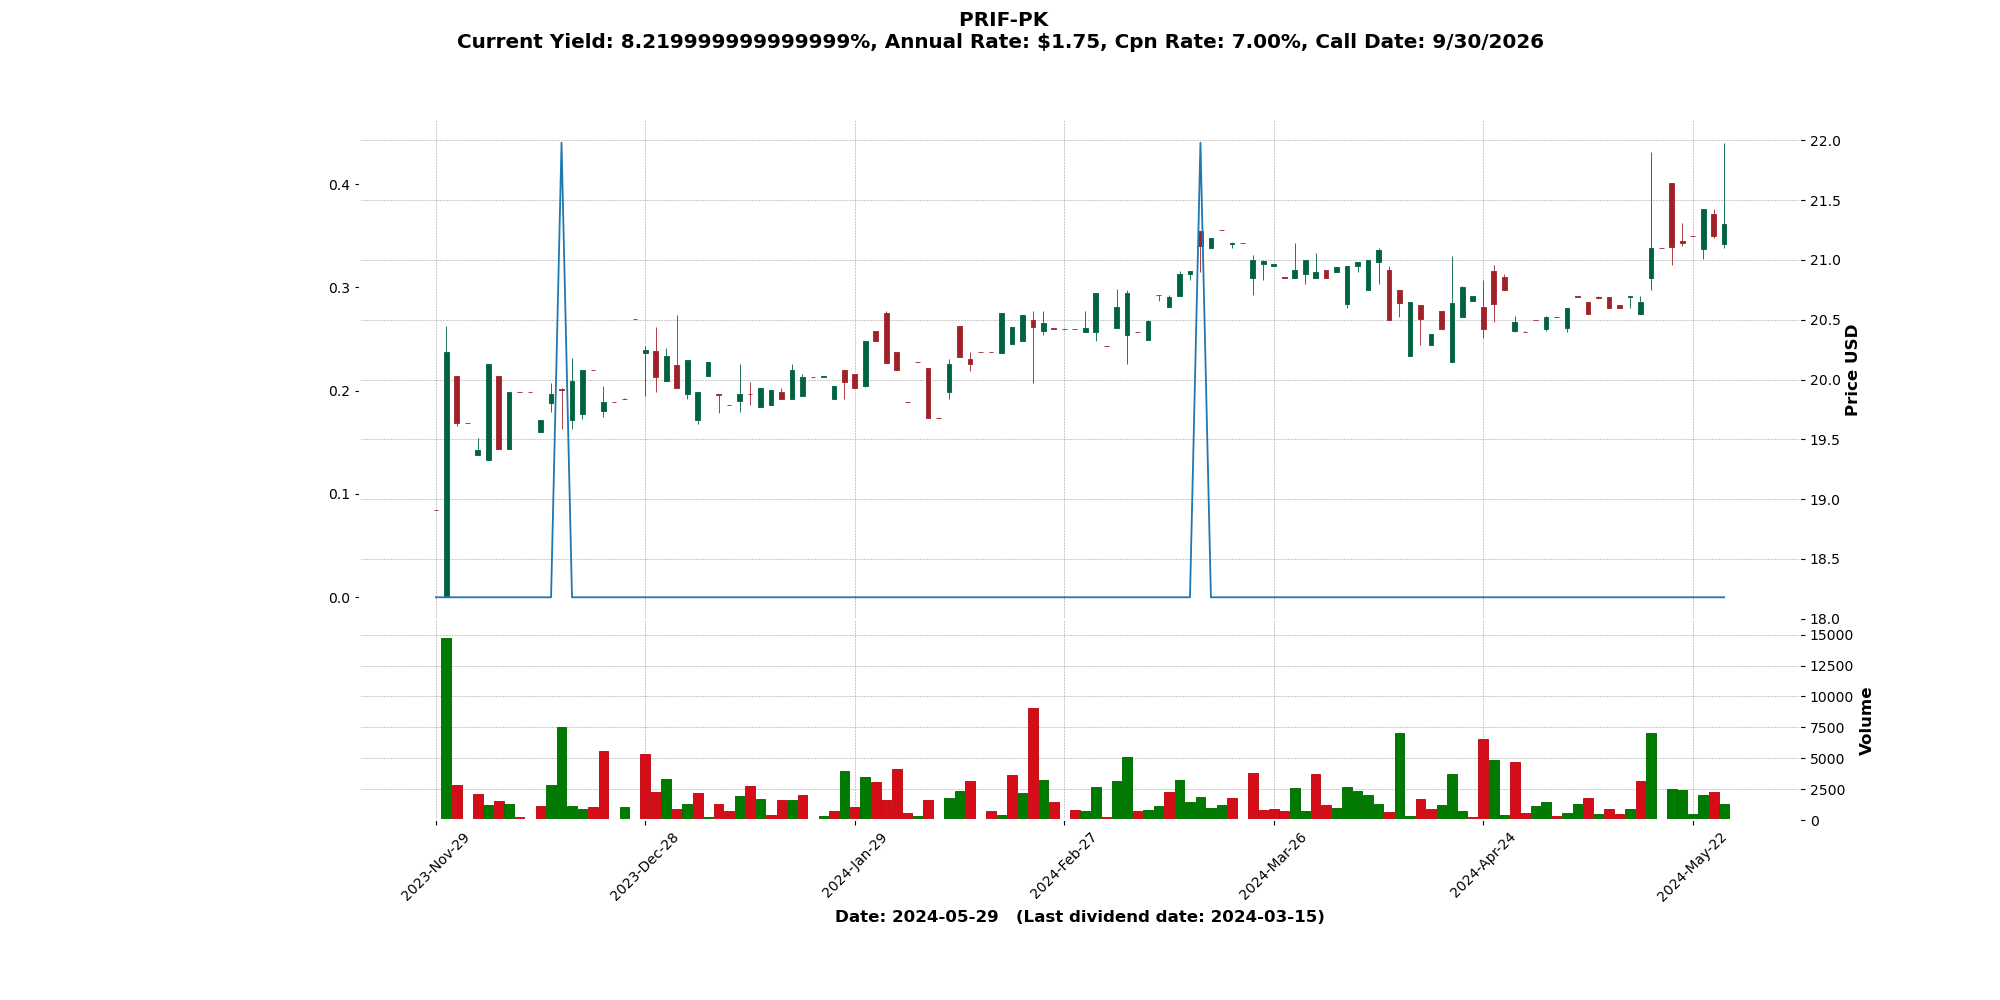 PRIF-PK
Current Yield: 8.219999999999999%, Annual Rate: $1.75, Cpn Rate: 7.00%, Call Date: 9/30/2026
0.4
0.3
0.2
0.1
0.0
22.0
21.5
21.0
20.5
20.0
19.5
19.0
18.5
18.0
Price USD
15000
12500
10000
7500
5000
2500
0
Volume
2023-Nov-29
2023-Dec-28
2024-Jan-29
2024-Feb-27
2024-Mar-26
2024-Apr-24
2024-May-22
Date: 2024-05-29   (Last dividend date: 2024-03-15)